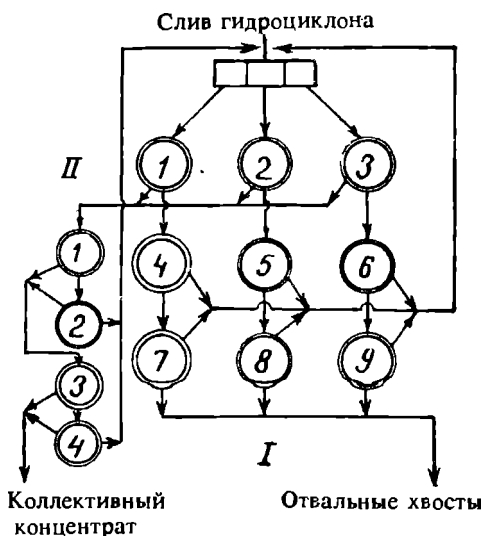 Слив гидроциклона
1 2 3
II
1 4 5 6
2
3 7 8 9
4
I
Коллективный
концентрат
Отвальные хвосты